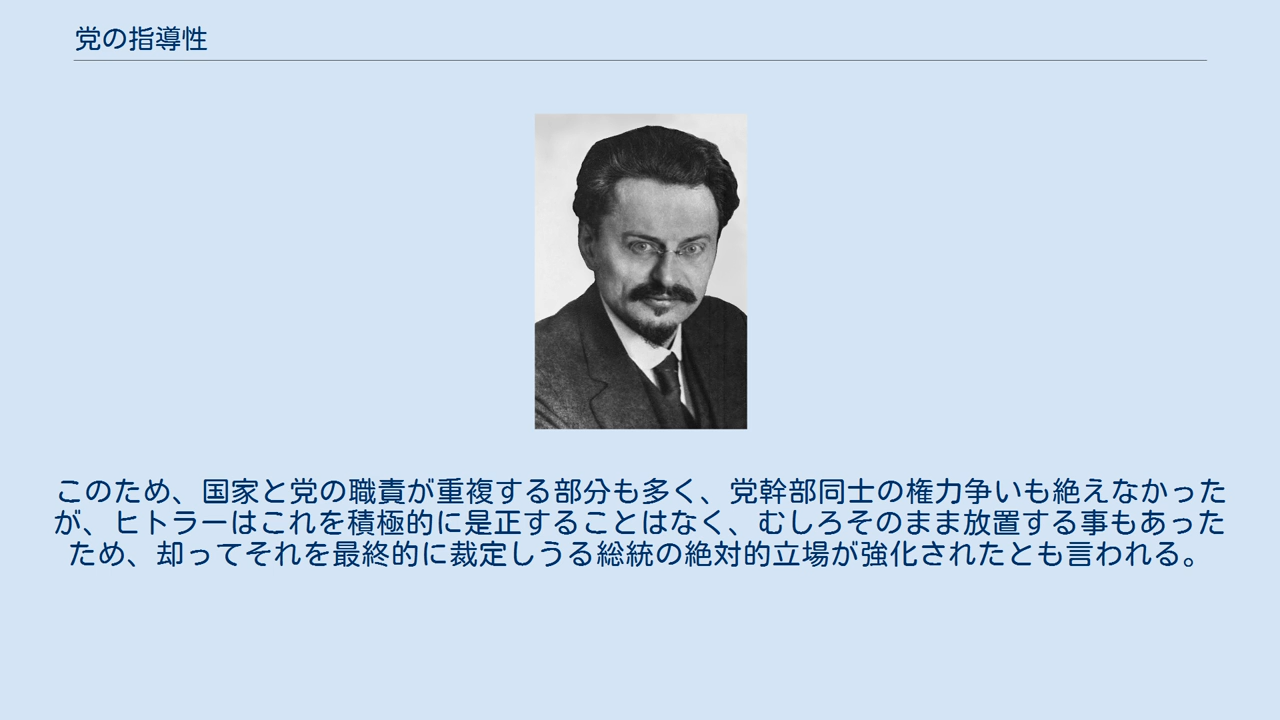 党の指導性
このため、国家と党の職責が重複する部分も多く、党幹部同士の権力争いも絶えなかった
が、ヒトラーはこれを積極的に是正することはなく、むしろそのまま放置する事もあった
ため、却ってそれを最終的に裁定しうる総統の絶対的立場が強化されたとも言われる。